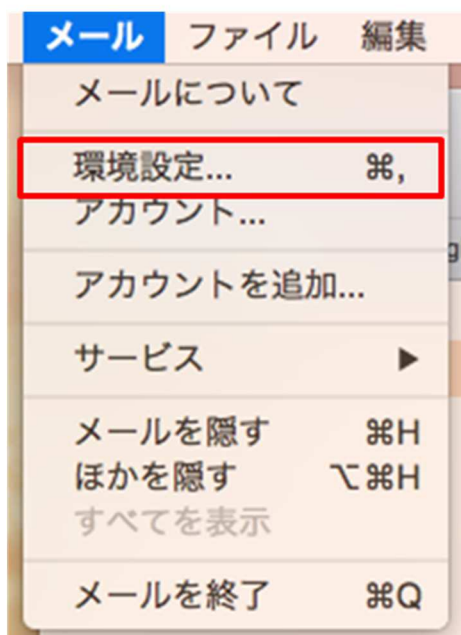 メール ファイル 編集
メールについて
環境設定... ⌘,
アカウント...
アカウントを追加...
サービス ▶
メールを隠す ⌘H
ほかを隠す ⌥⌘H
すべてを表示
メールを終了 ⌘Q